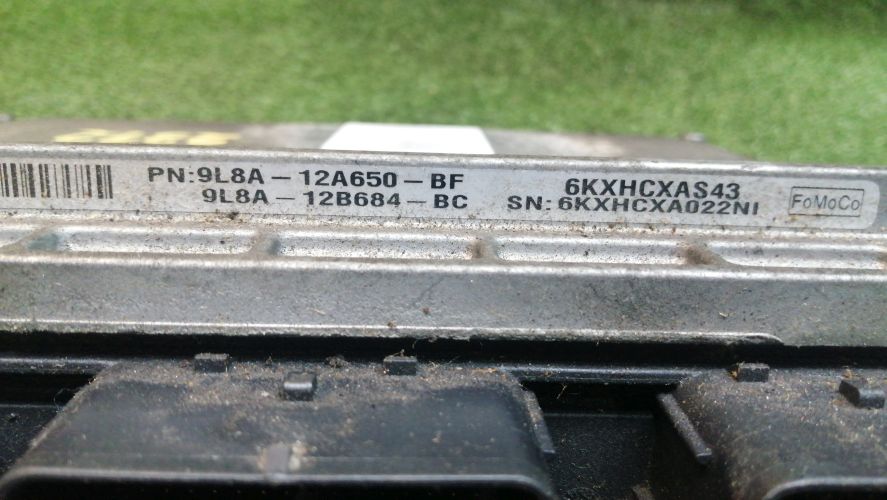 PN:9L8A-12A650-BF 6KXHCXAS43
9L8A-12B684-BC SN:6KXHCXA022NI FoMoCo